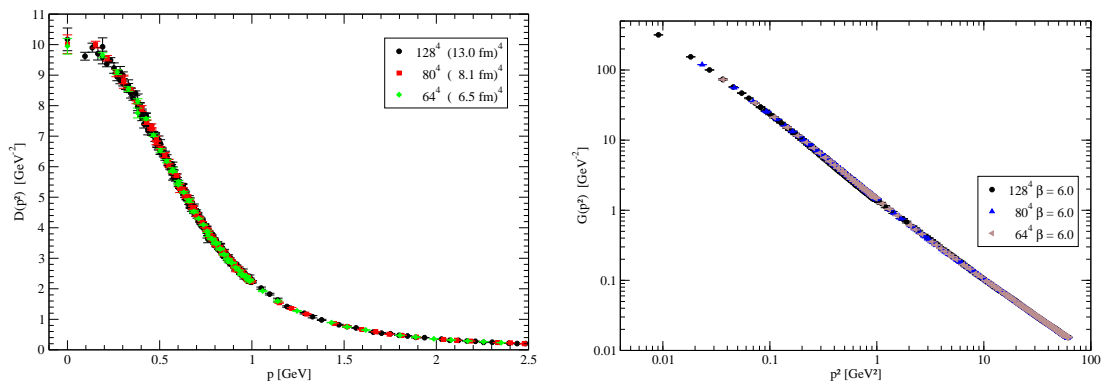 11
10
9
8
7
6
5
4
3
2
1
0
D(p²) [GeV⁻²]
128⁴ (13.0 fm)⁴
80⁴ ( 8.1 fm)⁴
64⁴ ( 6.5 fm)⁴
0 0.5 1 1.5 2 2.5
p [GeV]
100
10
1
0.1
0.01
G(p²) [GeV⁻²]
128⁴ β = 6.0
80⁴ β = 6.0
64⁴ β = 6.0
0.01 0.1 1 10 100
p² [GeV²]